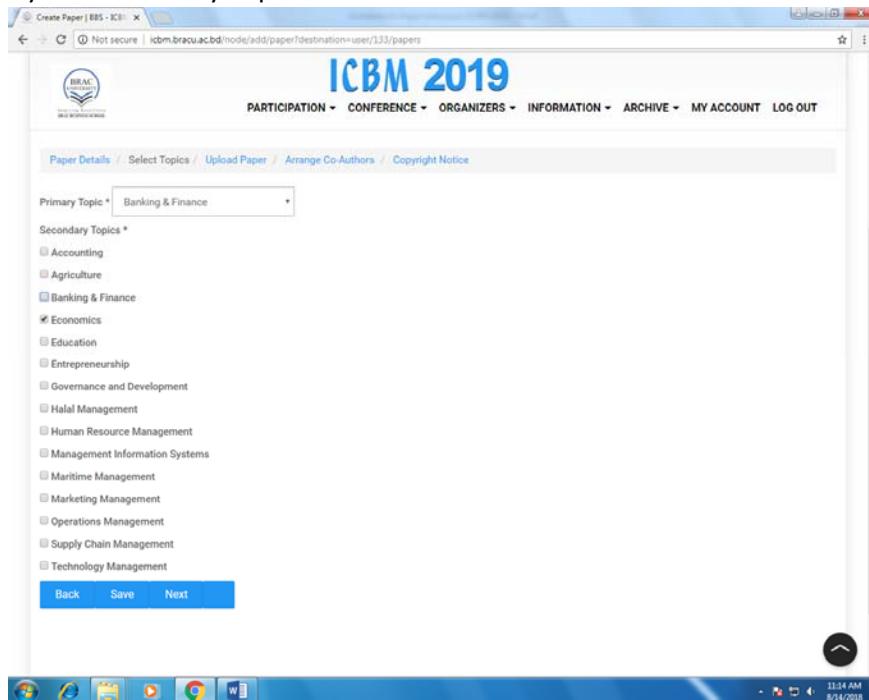 Create Paper | BBS - ICB
Not secure | icbm.bracu.ac.bd/node/add/paper?destination=user/133/papers
BRAC
UNIVERSITY
ICBM 2019
PARTICIPATION CONFERENCE ORGANIZERS INFORMATION ARCHIVE MY ACCOUNT LOG OUT
Paper Details / Select Topics / Upload Paper / Arrange Co-Authors / Copyright Notice
Primary Topic * Banking & Finance
Secondary Topics *
Accounting
Agriculture
Banking & Finance
Economics
Education
Entrepreneurship
Governance and Development
Halal Management
Human Resource Management
Management Information Systems
Maritime Management
Marketing Management
Operations Management
Supply Chain Management
Technology Management
Back Save Next
11:14 AM
8/14/2018